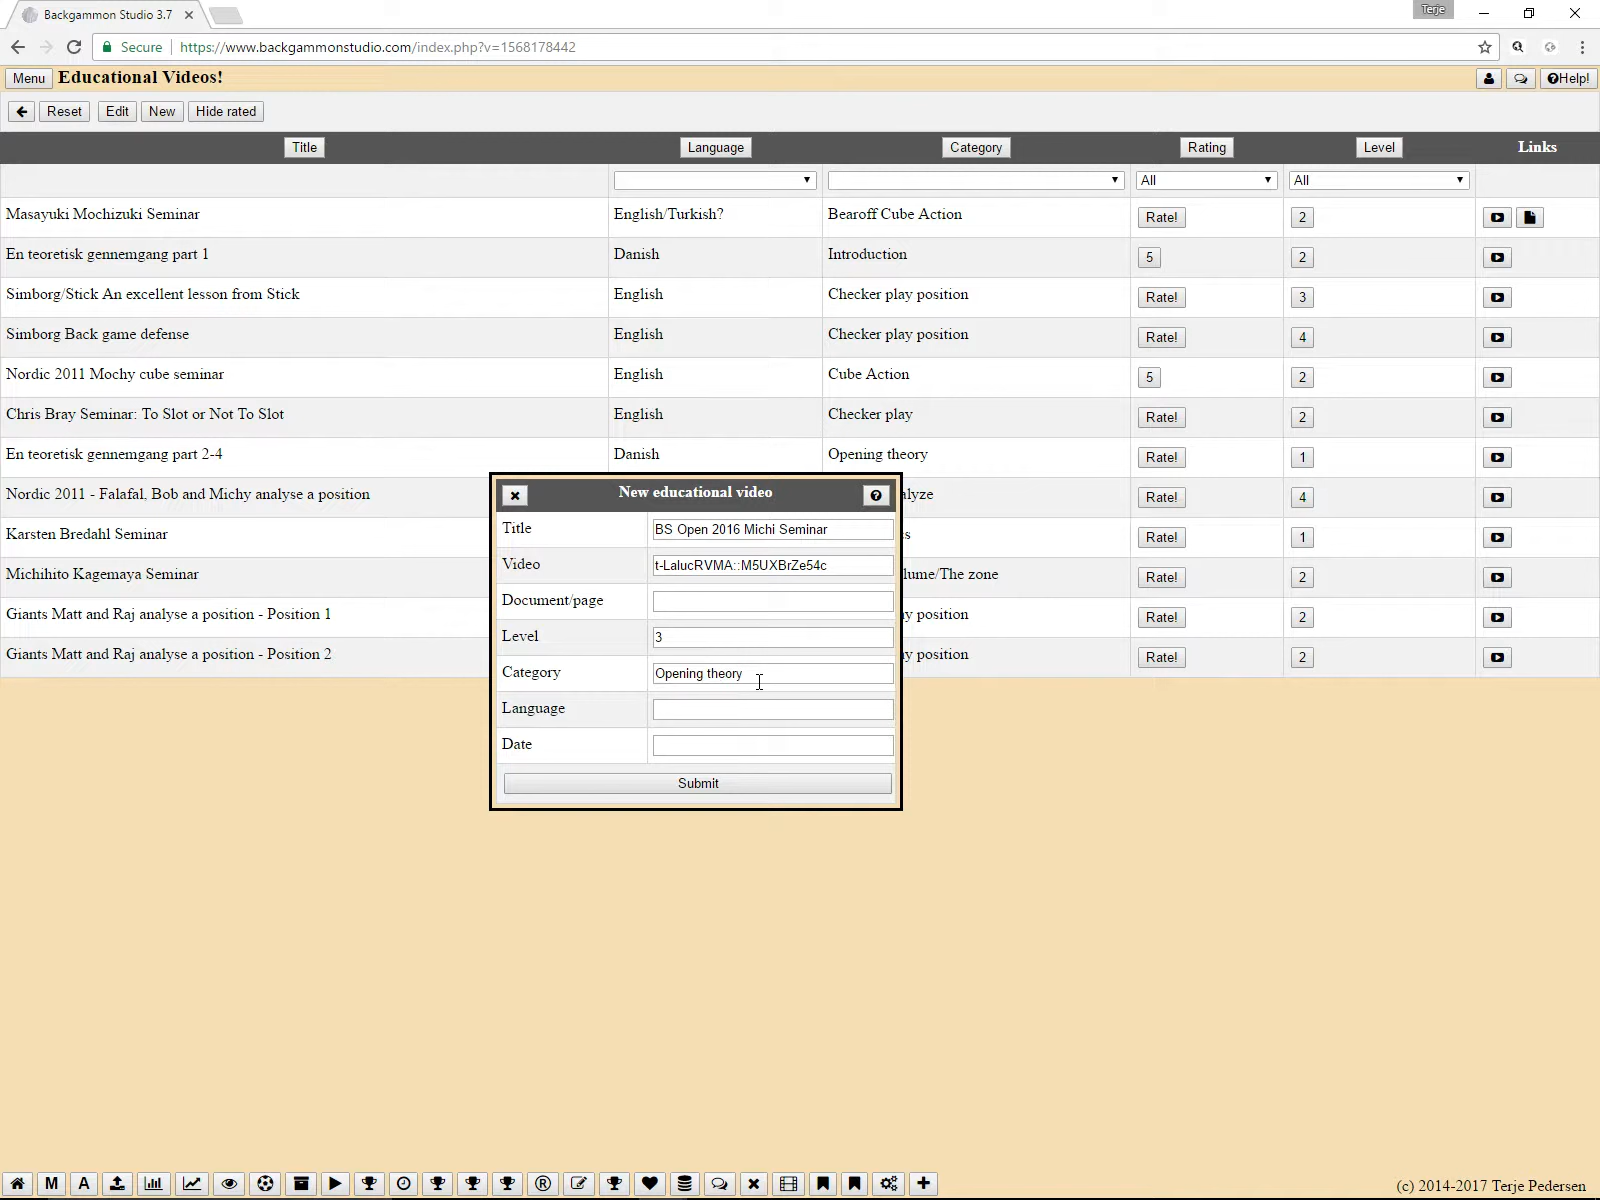 Backgammon Studio 3.7
Terje
Secure https://www.backgammonstudio.com/index.php?v=1568178442
Menu Educational Videos! Help!
Reset Edit New Hide rated
Title Language Category Rating Level Links
All All
Masayuki Mochizuki Seminar English/Turkish? Bearoff Cube Action Rate! 2
En teoretisk gennemgang part 1 Danish Introduction 5 2
Simborg/Stick An excellent lesson from Stick English Checker play position Rate! 3
Simborg Back game defense English Checker play position Rate! 4
Nordic 2011 Mochy cube seminar English Cube Action 5 2
Chris Bray Seminar: To Slot or Not To Slot English Checker play Rate! 2
En teoretisk gennemgang part 2-4 Danish Opening theory Rate! 1
Nordic 2011 - Falafal, Bob and Michy analyse a position alyze Rate! 4
Karsten Bredahl Seminar s Rate! 1
Michihito Kagemaya Seminar lume/The zone Rate! 2
Giants Matt and Raj analyse a position - Position 1 y position Rate! 2
Giants Matt and Raj analyse a position - Position 2 y position Rate! 2
New educational video
Title BS Open 2016 Michi Seminar
Video t-LalucRVMA::M5UXBrZe54c
Document/page
Level 3
Category Opening theory
Language
Date
Submit
M A R
(c) 2014-2017 Terje Pedersen